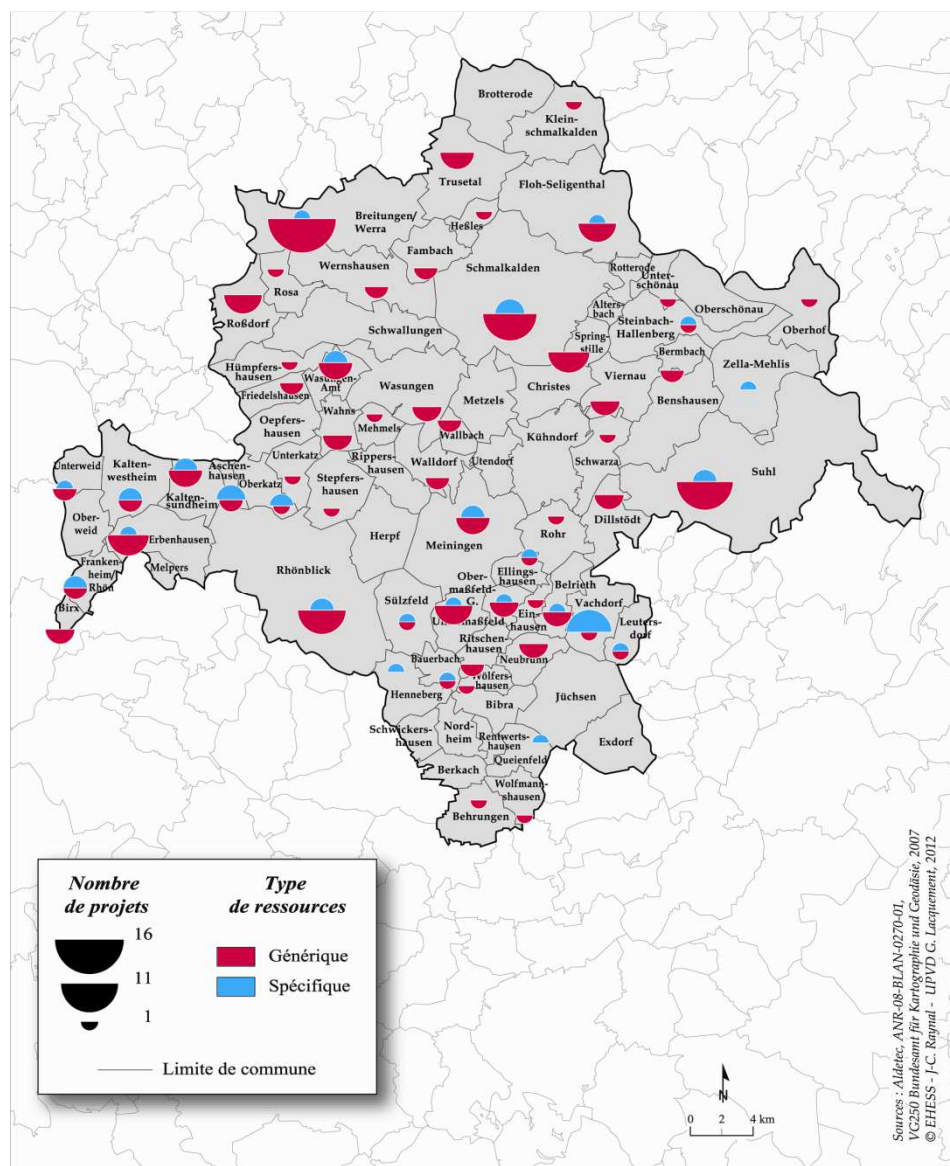 Brotterode
Klein-
schmalkalden
Trusetal
Floh-Seligenthal
Breitungen/
Werra
Heßles
Fambach
Wernshausen
Schmalkalden
Rotterode
Unter-
schönau
Rosa
Alters-
bach
Oberschönau
Roßdorf
Steinbach-
Hallenberg
Oberhof
Schwallungen
Spring-
stille
Bermbach
Zella-Mehlis
Hümpfers-
hausen
Wasungen-
Amt
Wasungen
Christes
Viernau
Friedelshausen
Metzels
Benshausen
Wahns
Mehmels
Oepfers-
hausen
Wallbach
Kühndorf
Unterkatz
Rippers-
hausen
Walldorf
Utendorf
Schwarza
Suhl
Unterweid
Kalten-
westheim
Aschen-
hausen
Oberkatz
Stepfers-
hausen
Kalten-
sundheim
Dillstödt
Ober-
weid
Erbenhausen
Herpf
Meiningen
Rohr
Franken-
heim/
Rhön
Melpers
Rhönblick
Ellings-
hausen
Belrieth
Birx
Sülzfeld
Ober-
maßfeld-
G.
Untermaßfeld
Ein-
hausen
Vachdorf
Leuters-
dorf
Ritschen-
hausen
Bauerbach
Neubrunn
Wölfers-
hausen
Henneberg
Bibra
Jüchsen
Schwickers-
hausen
Nord-
heim
Rentwerts-
hausen
Exdorf
Queienfeld
Berkach
Wolfmanns-
hausen
Behrungen
Nombre
de projets
16
11
1
Type
de ressources
Générique
Spécifique
Limite de commune
N
0 2 4 km
Sources : Aldetec, ANR-08-BLAN-0270-01,
VG250 Bundesamt für Kartographie und Geodäsie, 2007
© EHESS - J-C. Raynal - UPVD G. Lacquement, 2012